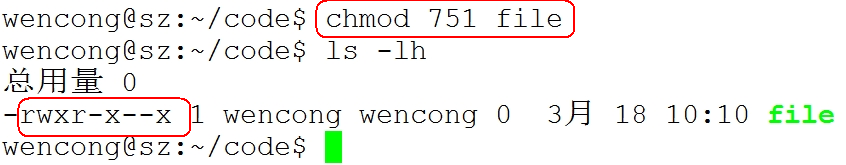 wencong@sz:~/code$ chmod 751 file
wencong@sz:~/code$ ls -lh
总用量 0
-rwxr-x--x 1 wencong wencong 0  3月 18 10:10 file
wencong@sz:~/code$